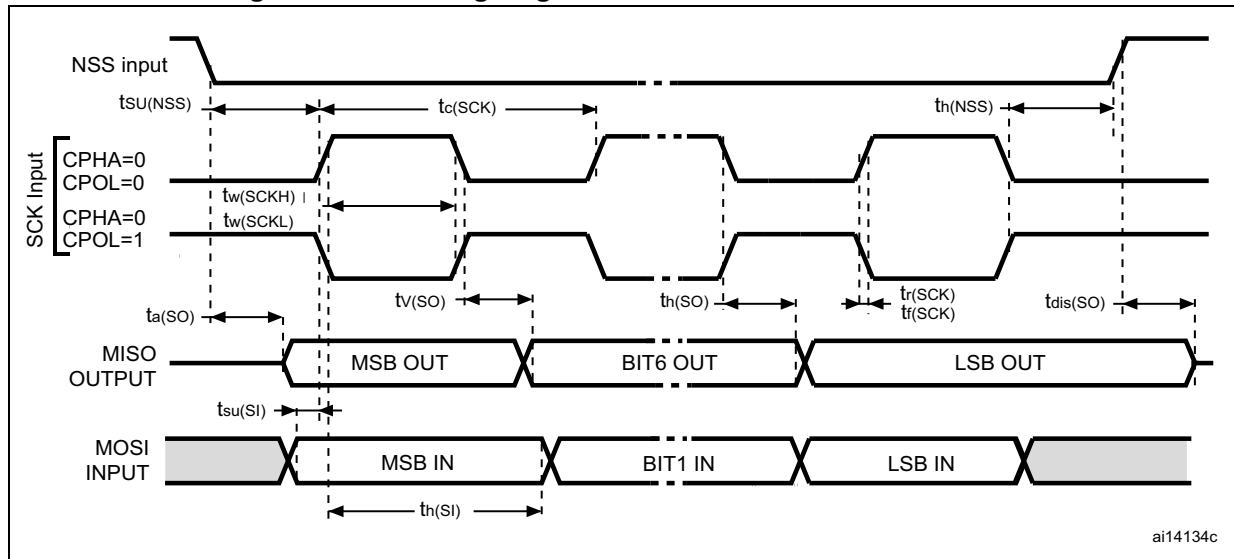 NSS input
tSU(NSS)
tc(SCK)
th(NSS)
SCK Input
CPHA=0
CPOL=0
tw(SCKH)
CPHA=0
CPOL=1
tw(SCKL)
ta(SO)
tV(SO)
th(SO)
tr(SCK)
tf(SCK)
tdis(SO)
MISO
OUTPUT
MSB OUT
BIT6 OUT
LSB OUT
tsu(SI)
MOSI
INPUT
MSB IN
BIT1 IN
LSB IN
th(SI)
ai14134c